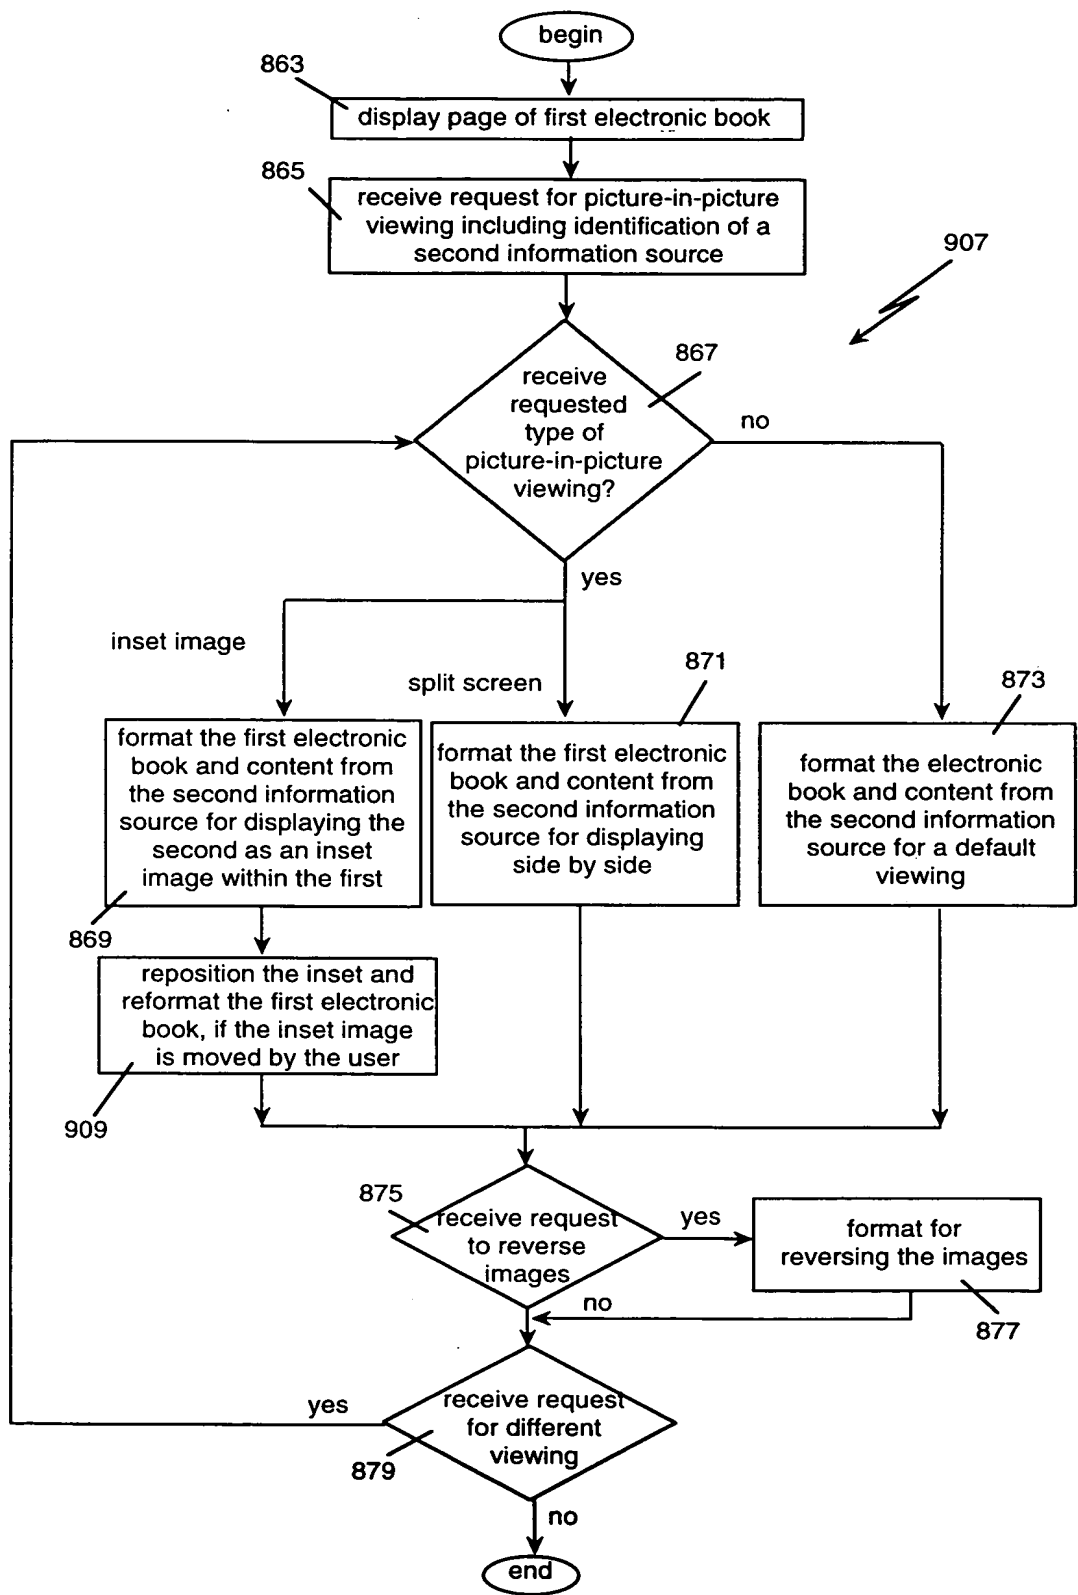 begin
863
display page of first electronic book
865
receive request for picture-in-picture
viewing including identification of a
second information source
907
867
receive
requested
type of
picture-in-picture
viewing?
no
yes
inset image
split screen
871
873
format the first electronic
book and content from
the second information
source for displaying the
second as an inset
image within the first
format the first electronic
book and content from
the second information
source for displaying
side by side
format the electronic
book and content from
the second information
source for a default
viewing
869
reposition the inset and
reformat the first electronic
book, if the inset image
is moved by the user
909
875
receive request
to reverse
images
yes
format for
reversing the images
no
877
receive request
for different
viewing
yes
879
no
end